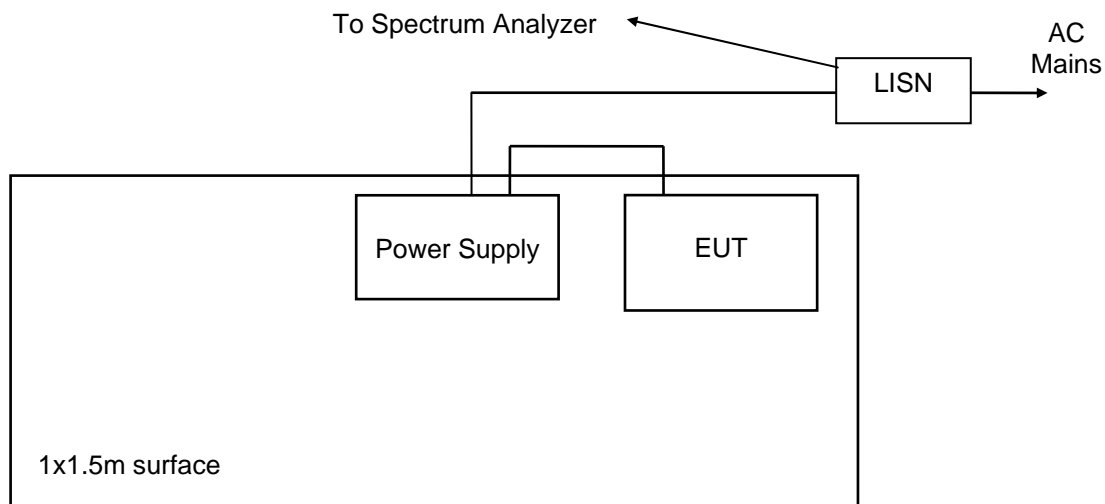 To Spectrum Analyzer
AC
Mains
LISN
Power Supply
EUT
1x1.5m surface